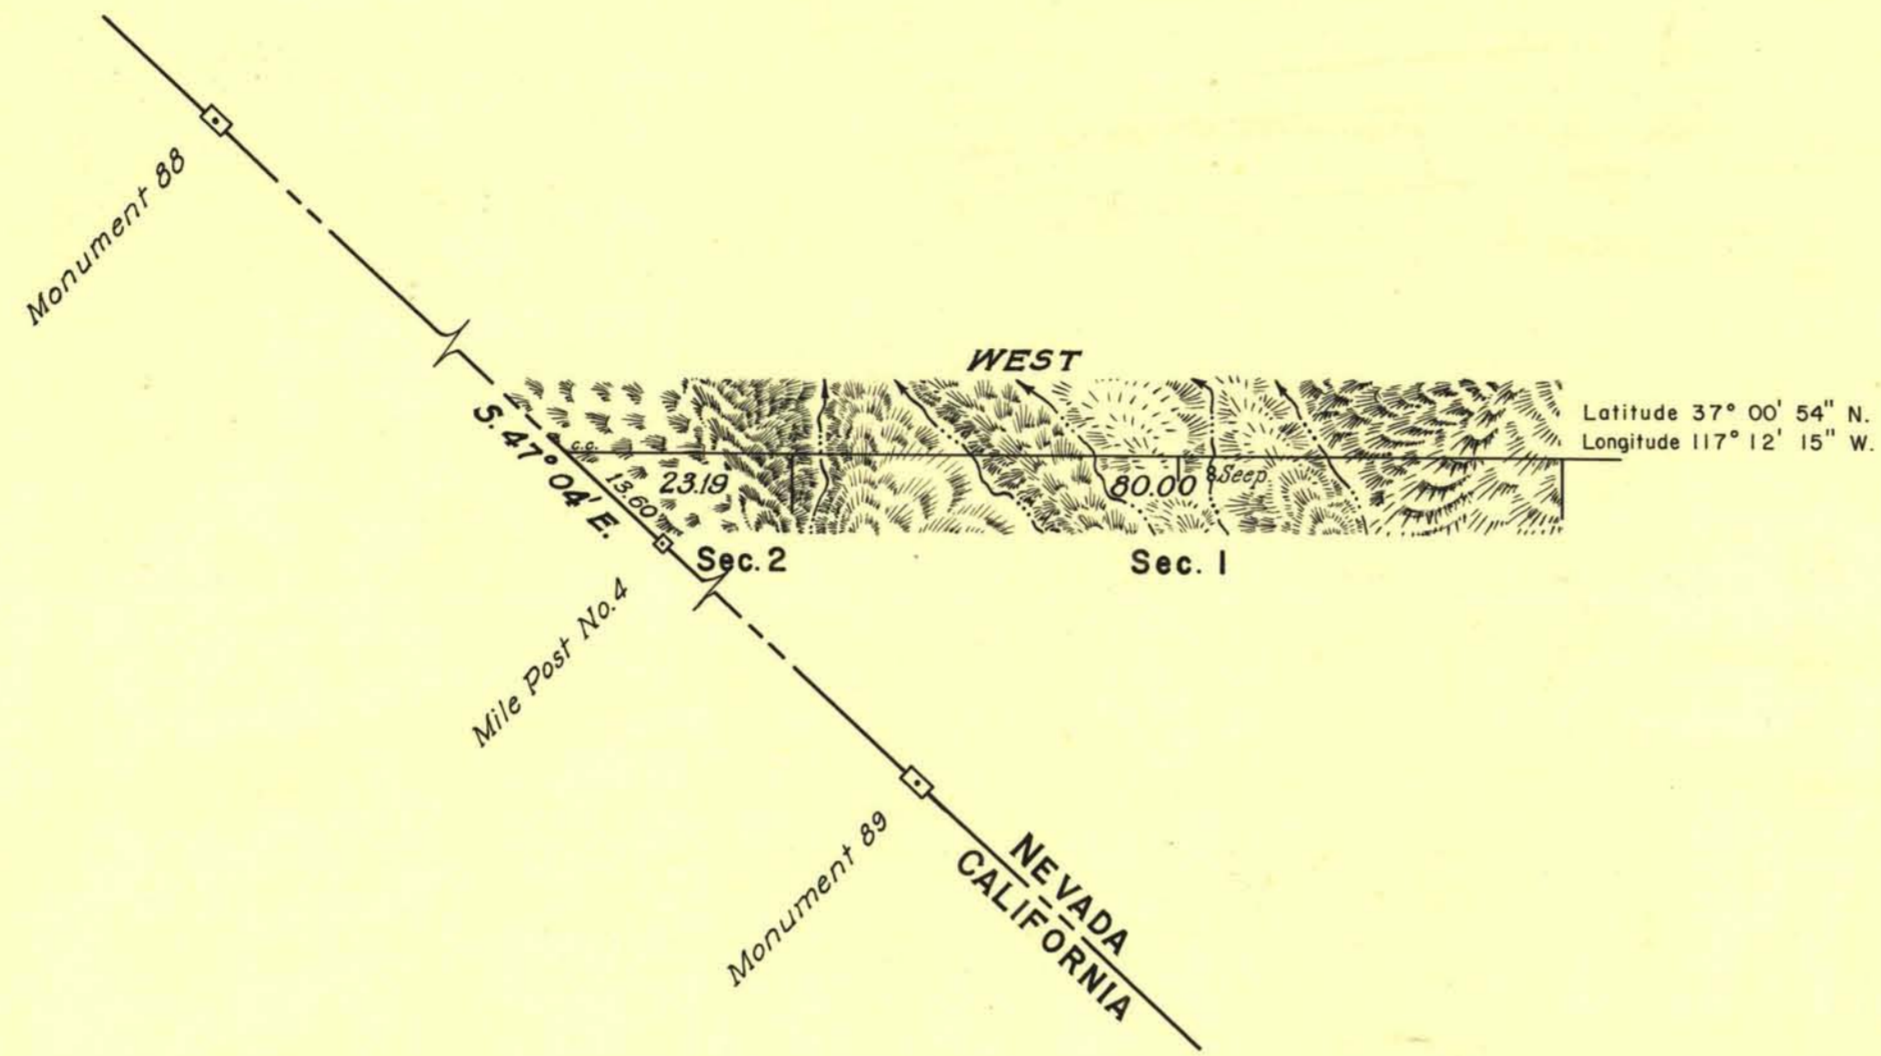 Monument 88
WEST
Latitude 37° 00' 54" N.
Longitude 117° 12' 15" W.
S. 47° 04' E.
c.c.
13.60
23.19
80.00
Seep
Sec. 2
Sec. 1
Mile Post No. 4
Monument 89
NEVADA
CALIFORNIA